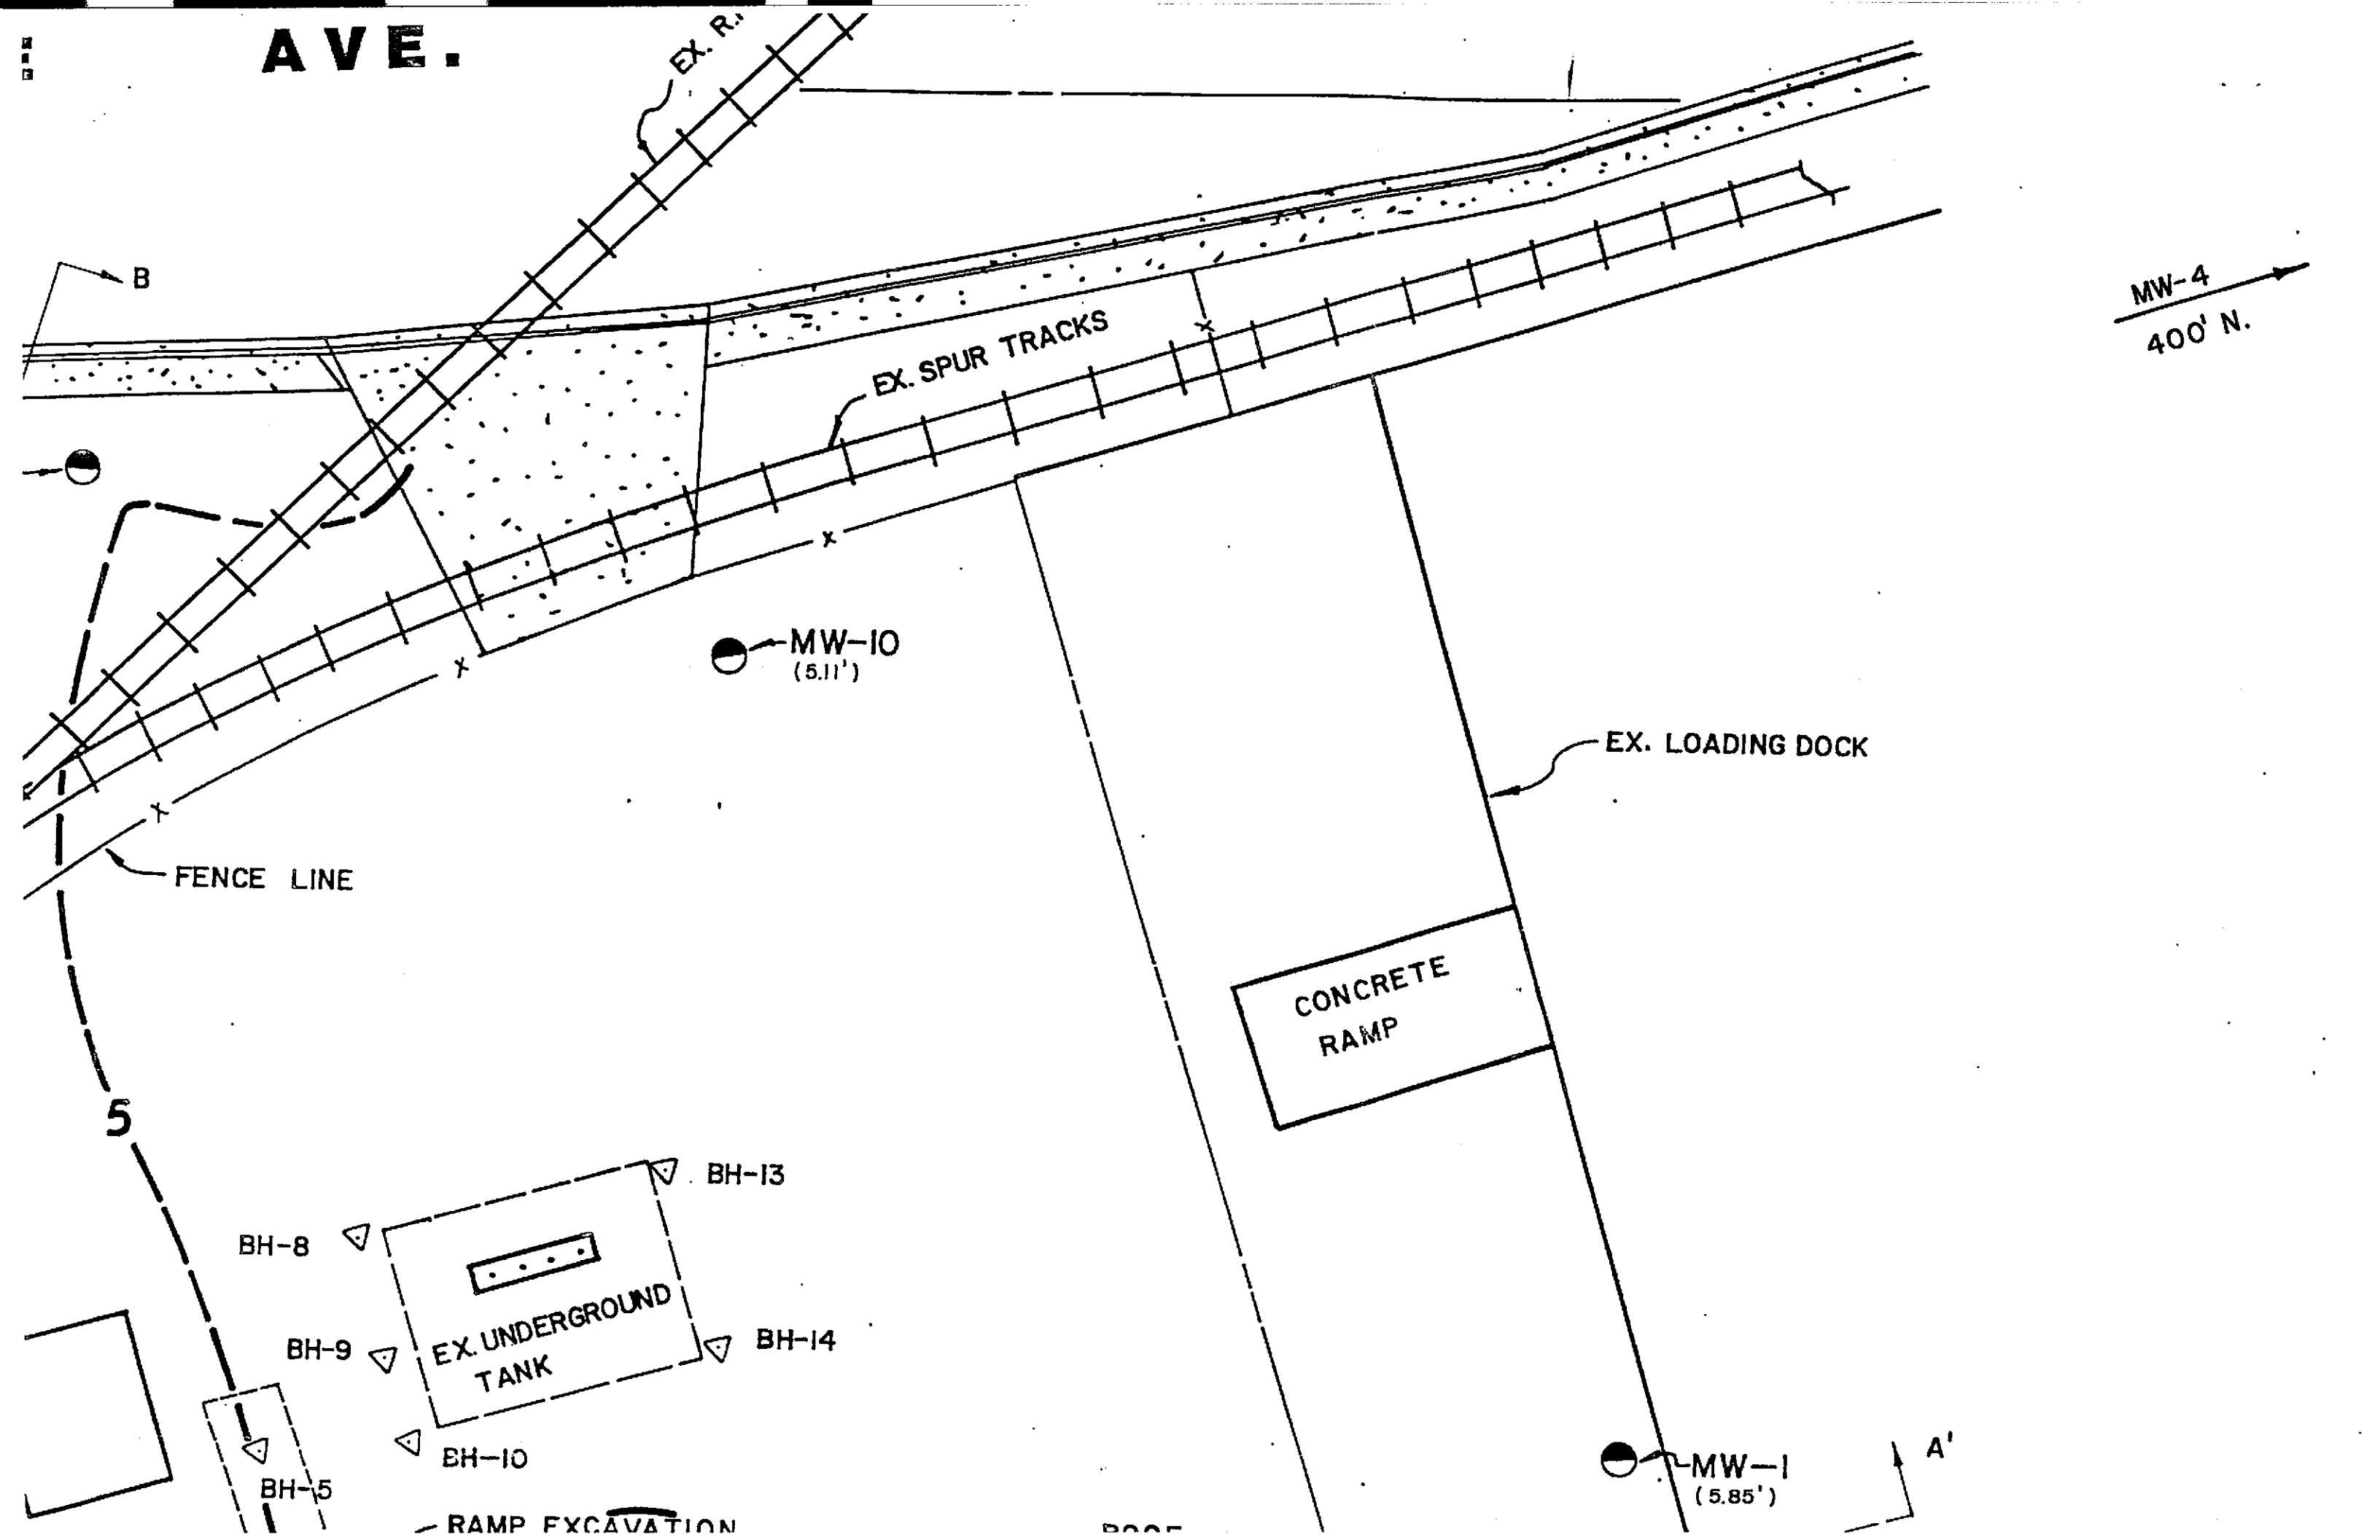 AVE.
EX. R.
B
MW-4
400' N.
EX. SPUR TRACKS
MW-10
(5.11')
EX. LOADING DOCK
FENCE LINE
CONCRETE
RAMP
5
BH-13
BH-8
EX. UNDERGROUND
TANK
BH-9
BH-14
BH-10
BH-5
MW-1
(5.85')
A'
RAMP EXCAVATION